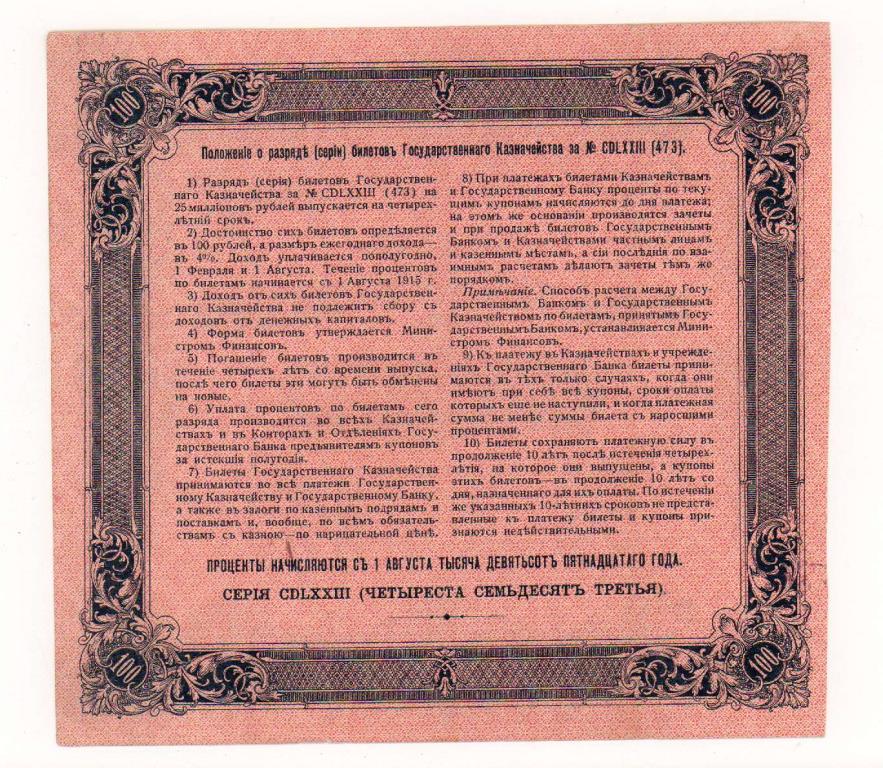 100
100
Положеніе о разрядѣ (серіи) билетовъ Государственнаго Казначейства за № CDLXXIII (473).
1) Разрядъ (серія) билетовъ Государствен-
наго Казначейства за № CDLXXIII (473) на
25 милліоновъ рублей выпускается на четырех-
лѣтній срокъ.
2) Достоинство сихъ билетовъ опредѣляется
въ 100 рублей, а размѣръ ежегоднаго дохода—
въ 4%. Доходъ уплачивается пополугодно,
1 Февраля и 1 Августа. Теченіе процентовъ
по билетамъ начинается съ 1 Августа 1915 г.
3) Доходъ отъ сихъ билетовъ Государствен-
наго Казначейства не подлежитъ сбору съ
доходовъ отъ денежныхъ капиталовъ.
4) Форма билетовъ утверждается Мини-
стромъ Финансовъ.
5) Погашеніе билетовъ производится въ
теченіе четырехъ лѣтъ со времени выпуска,
послѣ чего билеты эти могутъ быть обмѣнены
на новые.
6) Уплата процентовъ по билетамъ сего
разряда производится во всѣхъ Казначей-
ствахъ и въ Конторахъ и Отдѣленіяхъ Госу-
дарственнаго Банка предъявителямъ купоновъ
за истекшія полугодія.
7) Билеты Государственнаго Казначейства
принимаются во всѣ платежи Государствен-
ному Казначейству и Государственному Банку,
а также въ залоги по казеннымъ подрядамъ и
поставкамъ и, вообще, по всѣмъ обязатель-
ствамъ съ казною—по нарицательной цѣнѣ.
8) При платежахъ билетами Казначействамъ
и Государственному Банку проценты по теку-
щимъ купонамъ начисляются до дня платежа;
на этомъ же основаніи производятся зачеты
и при продажѣ билетовъ Государственнымъ
Банкомъ и Казначействами частнымъ лицамъ
и казеннымъ мѣстамъ, а сіи послѣднія по вза-
имнымъ расчетамъ дѣлаютъ зачеты тѣмъ же
порядкомъ.
Примѣчаніе. Способъ расчета между Госу-
дарственнымъ Банкомъ и Государственнымъ
Казначействомъ по билетамъ, принятымъ Госу-
дарственнымъ Банкомъ, устанавливается Мини-
стромъ Финансовъ.
9) Къ платежу въ Казначействахъ и учрежде-
ніяхъ Государственнаго Банка билеты прини-
маются въ тѣхъ только случаяхъ, когда они
имѣютъ при себѣ всѣ купоны, сроки оплаты
которыхъ еще не наступили, и когда платежная
сумма не менѣе суммы билета съ наросшими
процентами.
10) Билеты сохраняютъ платежную силу въ
продолженіе 10 лѣтъ послѣ истеченія четырех-
лѣтія, на которое они выпущены, а купоны
этихъ билетовъ—въ продолженіе 10 лѣтъ со
дня, назначеннаго для ихъ оплаты. По истеченіи
же указанныхъ 10-лѣтнихъ сроковъ не предста-
вленные къ платежу билеты и купоны при-
знаются недѣйствительными.
ПРОЦЕНТЫ НАЧИСЛЯЮТСЯ СЪ 1 АВГУСТА ТЫСЯЧА ДЕВЯТЬСОТЪ ПЯТНАДЦАТАГО ГОДА.
СЕРІЯ CDLXXIII (ЧЕТЫРЕСТА СЕМЬДЕСЯТЪ ТРЕТЬЯ).
100
100